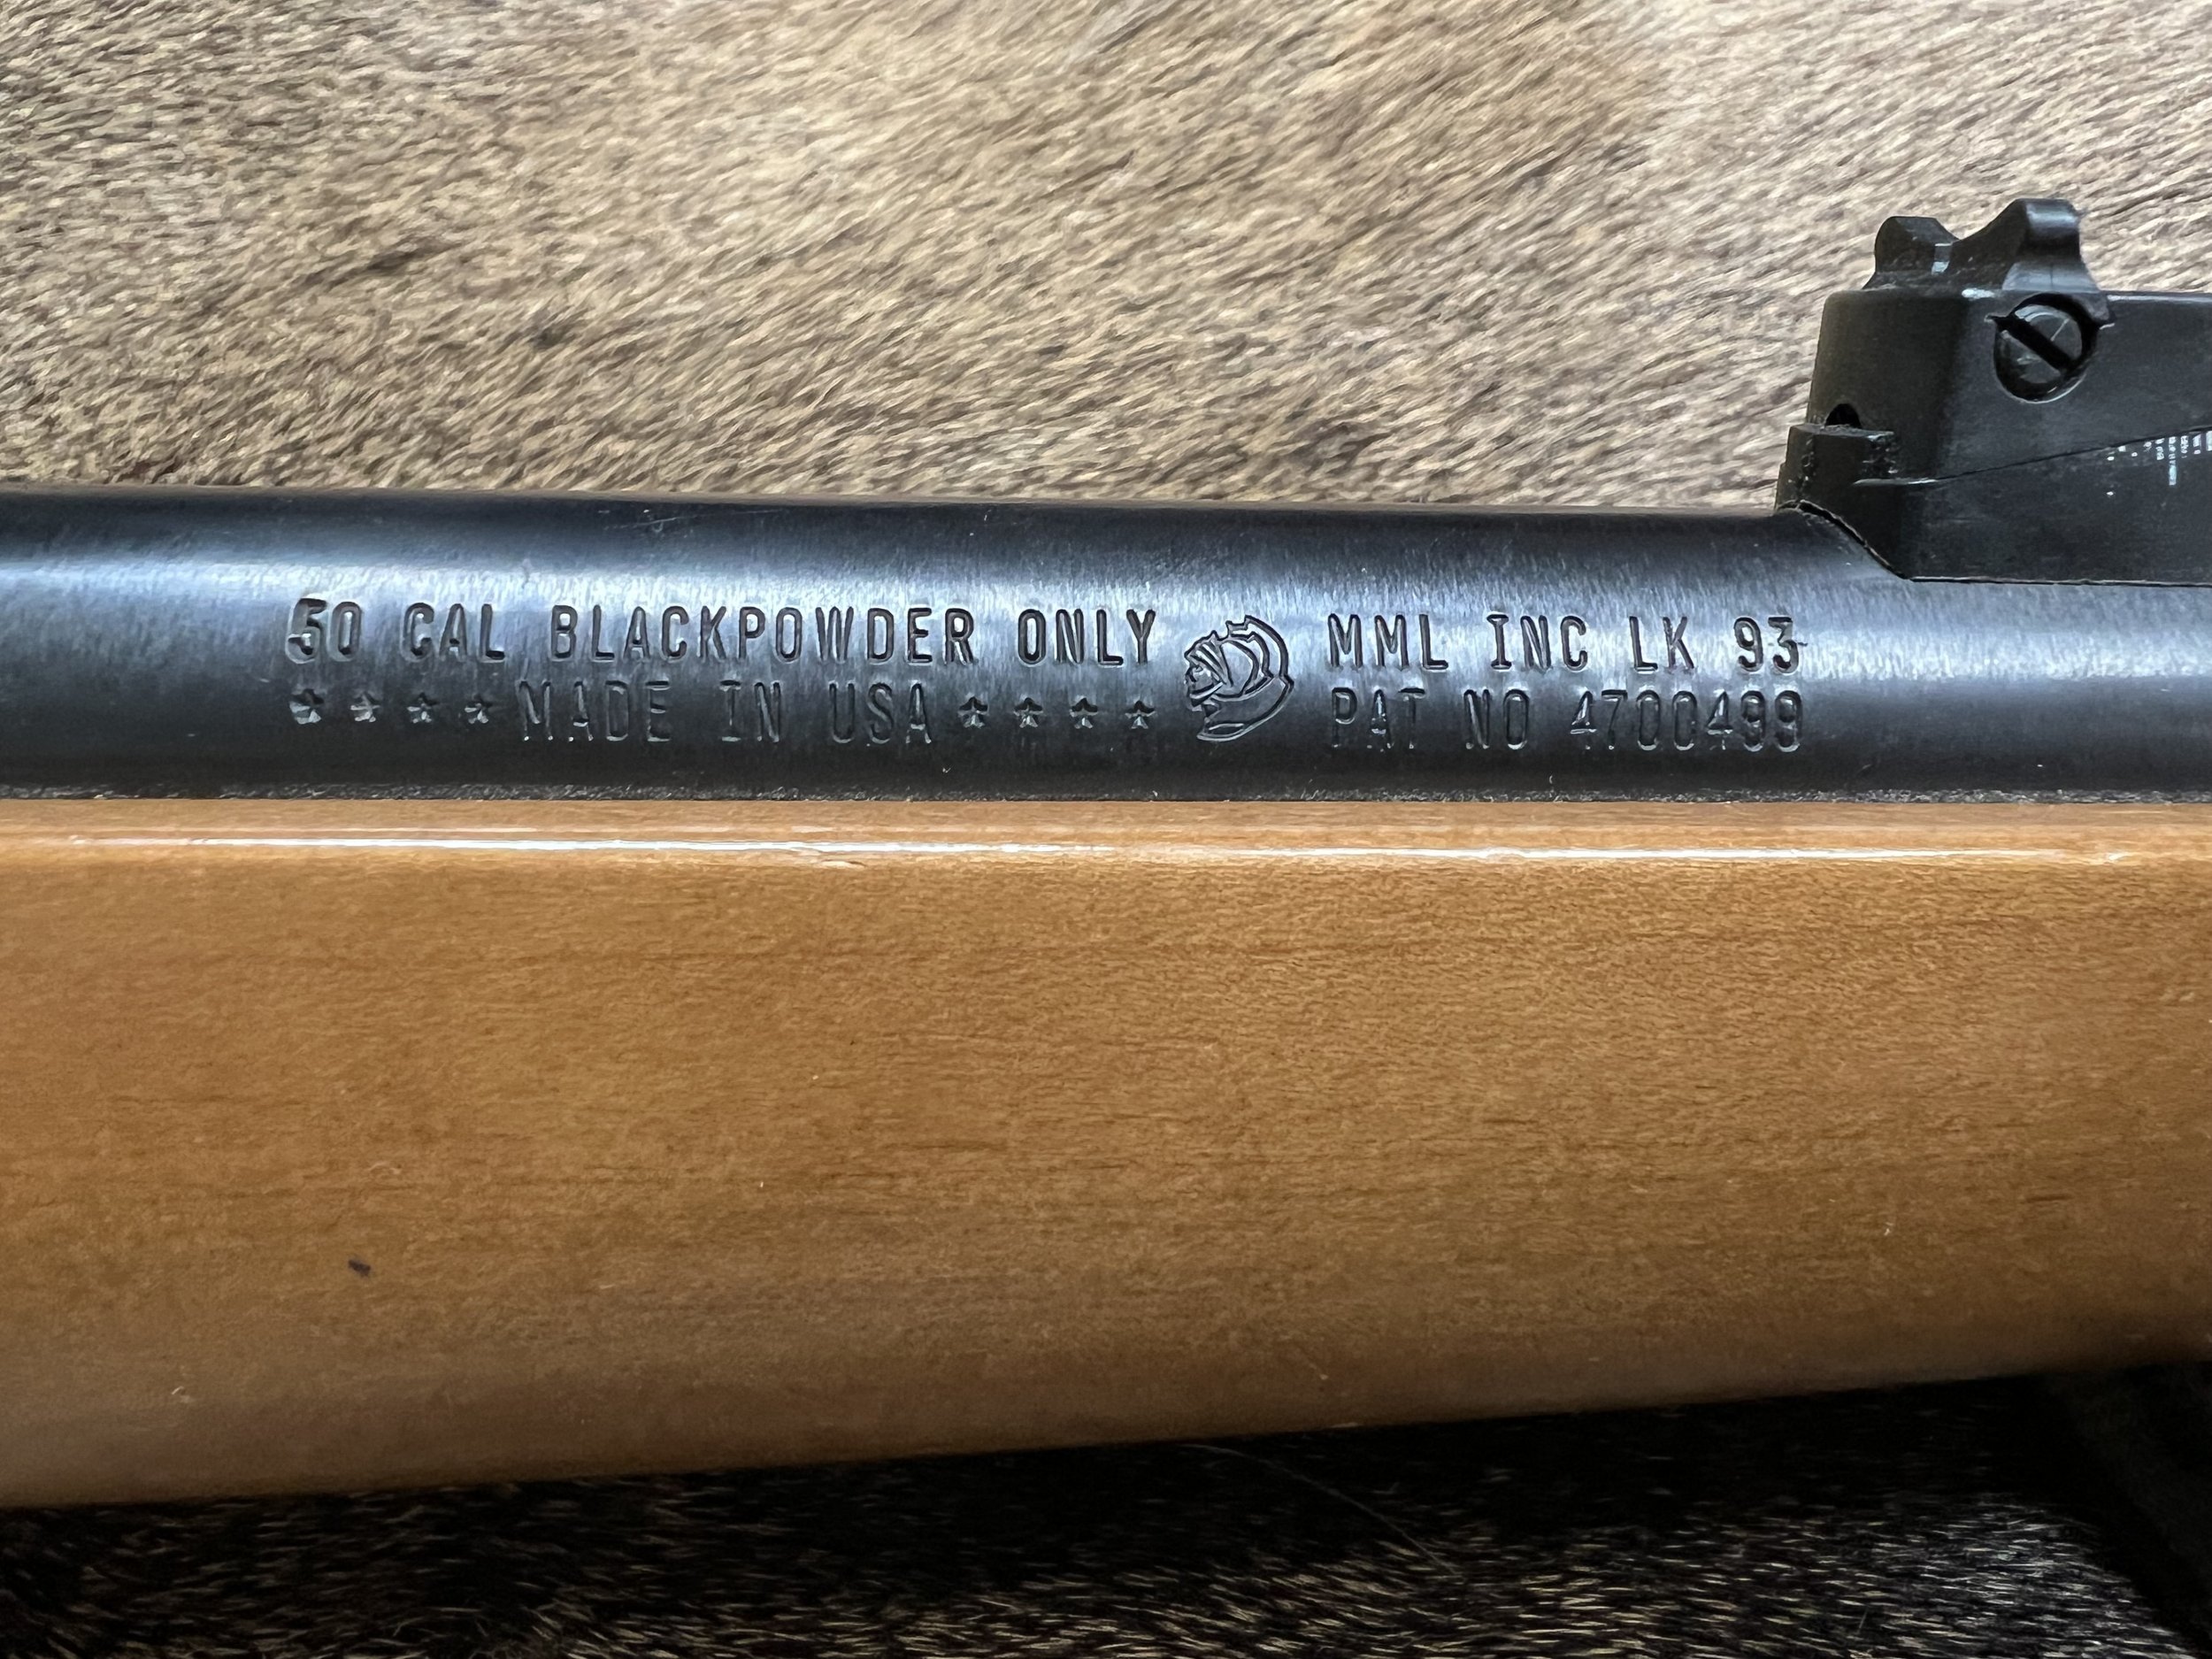 50 CAL BLACKPOWDER ONLY MML INC LK 93
****MADE IN USA**** PAT NO 4700499